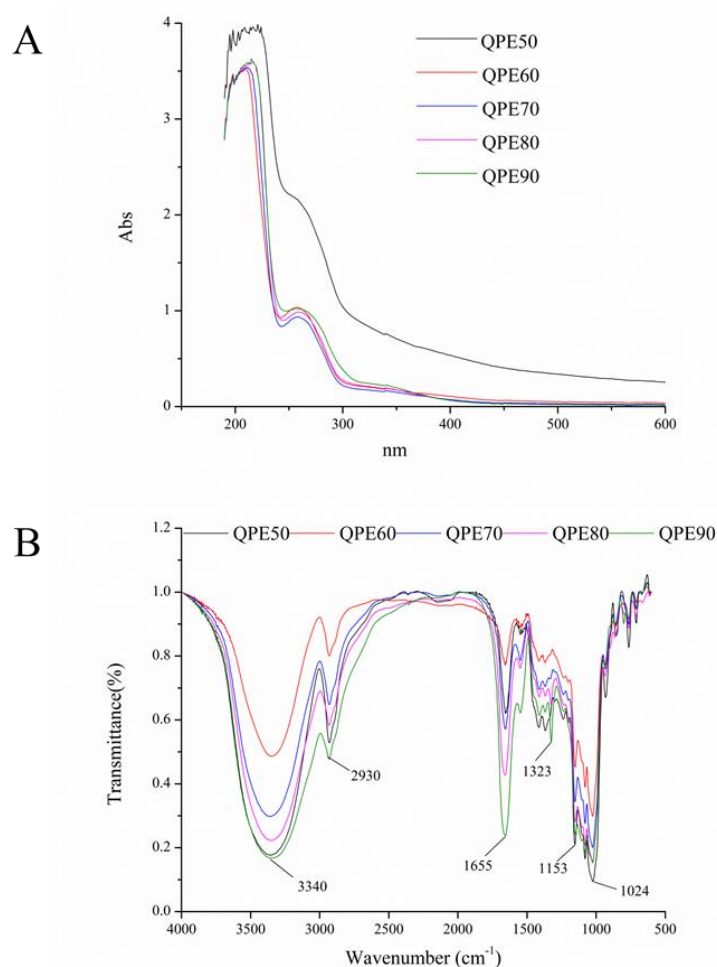 A
4
3
2
1
0
Abs
200
300
400
500
600
nm
QPE50
QPE60
QPE70
QPE80
QPE90
B
QPE50 QPE60 QPE70 QPE80 QPE90
1.2
1.0
0.8
0.6
0.4
0.2
0.0
Transmittance(%)
3340
2930
1655
1323
1153
1024
4000 3000 2500 2000 1500 1000 500
3500
Wavenumber (cm⁻¹)